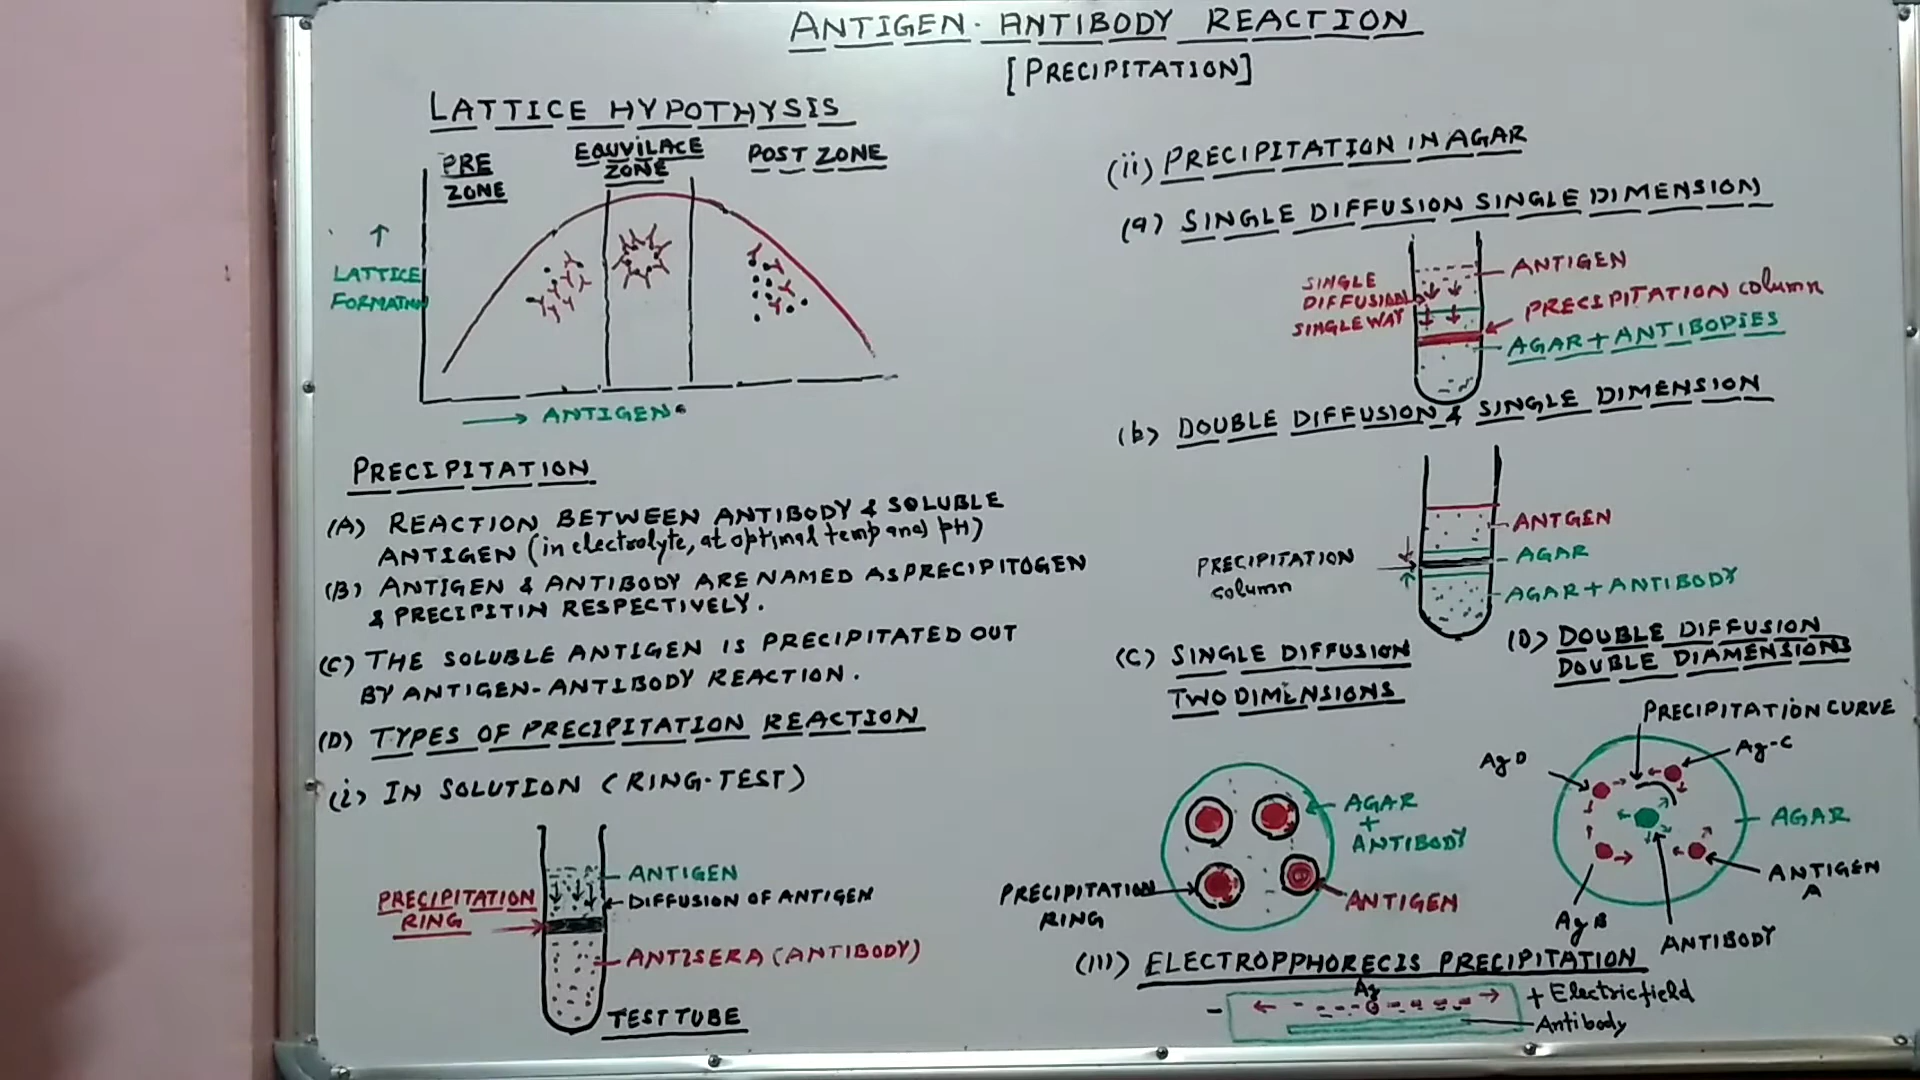 ANTIGEN-ANTIBODY REACTION
[PRECIPITATION]
LATTICE HYPOTHYSIS
PRE
ZONE
EQUVILACE
ZONE
POST ZONE
↑
LATTICE
FORMATION
→ ANTIGEN
PRECIPITATION
(A) REACTION BETWEEN ANTIBODY & SOLUBLE
ANTIGEN (in electrolyte, at optimal temp and pH)
(B) ANTIGEN & ANTIBODY ARE NAMED AS PRECIPITOGEN
& PRECIPITIN RESPECTIVELY.
(C) THE SOLUBLE ANTIGEN IS PRECIPITATED OUT
BY ANTIGEN-ANTIBODY REACTION.
(D) TYPES OF PRECIPITATION REACTION
(i) IN SOLUTION (RING-TEST)
ANTIGEN
DIFFUSION OF ANTIGEN
PRECIPITATION
RING
ANTISERA (ANTIBODY)
TEST TUBE
(ii) PRECIPITATION IN AGAR
(a) SINGLE DIFFUSION SINGLE DIMENSION
SINGLE
DIFFUSION
SINGLE WAY
ANTIGEN
PRECIPITATION column
AGAR + ANTIBODIES
(b) DOUBLE DIFFUSION & SINGLE DIMENSION
ANTGEN
AGAR
AGAR + ANTIBODY
PRECIPITATION
column
(C) SINGLE DIFFUSION
TWO DIMENSIONS
AGAR
+
ANTIBODY
PRECIPITATION
RING
ANTIGEN
(D) DOUBLE DIFFUSION
DOUBLE DIAMENSIONS
PRECIPITATION CURVE
Ag D
Ag-C
AGAR
ANTIGEN
A
Ag B
ANTIBODY
(III) ELECTROPPHORECIS PRECIPITATION
- Ag + Electric field
Antibody